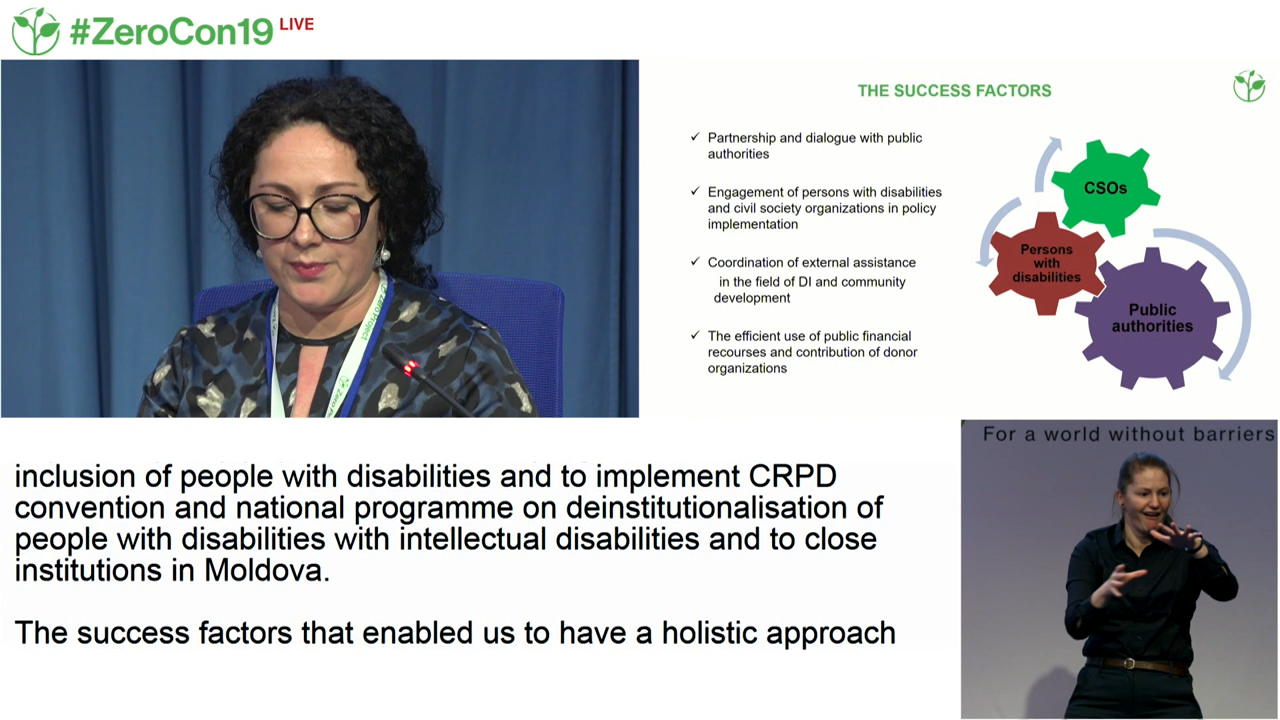 #ZeroCon19 LIVE
THE SUCCESS FACTORS
✓ Partnership and dialogue with public
authorities
✓ Engagement of persons with disabilities
and civil society organizations in policy
implementation
✓ Coordination of external assistance
in the field of DI and community
development
✓ The efficient use of public financial
recourses and contribution of donor
organizations
CSOs
Persons
with
disabilities
Public
authorities
Zero Project
For a world without barriers
inclusion of people with disabilities and to implement CRPD
convention and national programme on deinstitutionalisation of
people with disabilities with intellectual disabilities and to close
institutions in Moldova.
The success factors that enabled us to have a holistic approach